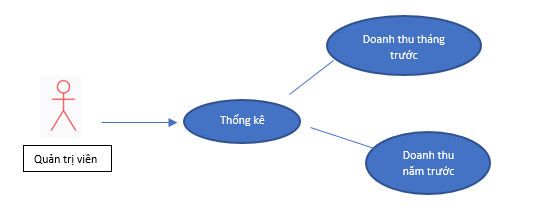 Doanh thu tháng
trước
Thống kê
Quản trị viên
Doanh thu
năm trước